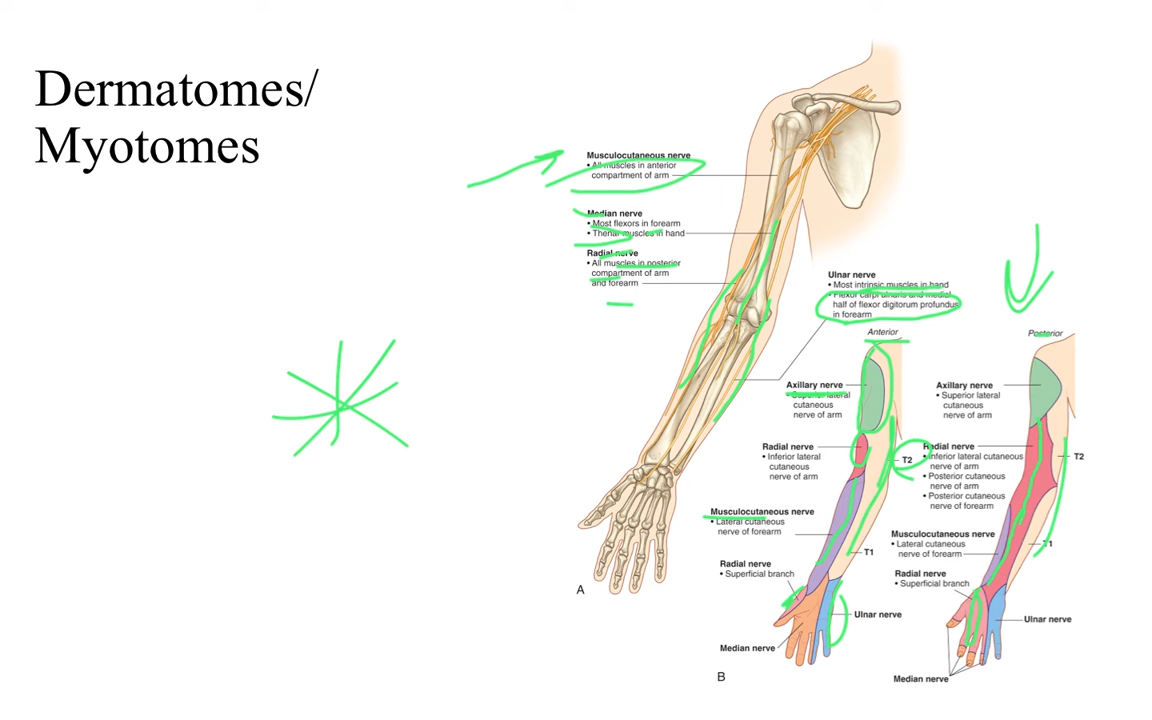 Dermatomes/
Myotomes
Musculocutaneous nerve
• All muscles in anterior
compartment of arm
Median nerve
• Most flexors in forearm
• Thenar muscles in hand
Radial nerve
• All muscles in posterior
compartment of arm
and forearm
Ulnar nerve
• Most intrinsic muscles in hand
• Flexor carpi ulnaris and medial
half of flexor digitorum profundus
in forearm
A
Anterior
Axillary nerve
• Superior lateral
cutaneous
nerve of arm
Radial nerve
• Inferior lateral
cutaneous
nerve of arm
T2
Musculocutaneous nerve
• Lateral cutaneous
nerve of forearm
T1
Radial nerve
• Superficial branch
Ulnar nerve
Median nerve
B
Posterior
Axillary nerve
• Superior lateral
cutaneous
nerve of arm
Radial nerve
• Inferior lateral cutaneous
nerve of arm
• Posterior cutaneous
nerve of arm
• Posterior cutaneous
nerve of forearm
T2
Musculocutaneous nerve
• Lateral cutaneous
nerve of forearm
T1
Radial nerve
• Superficial branch
Ulnar nerve
Median nerve